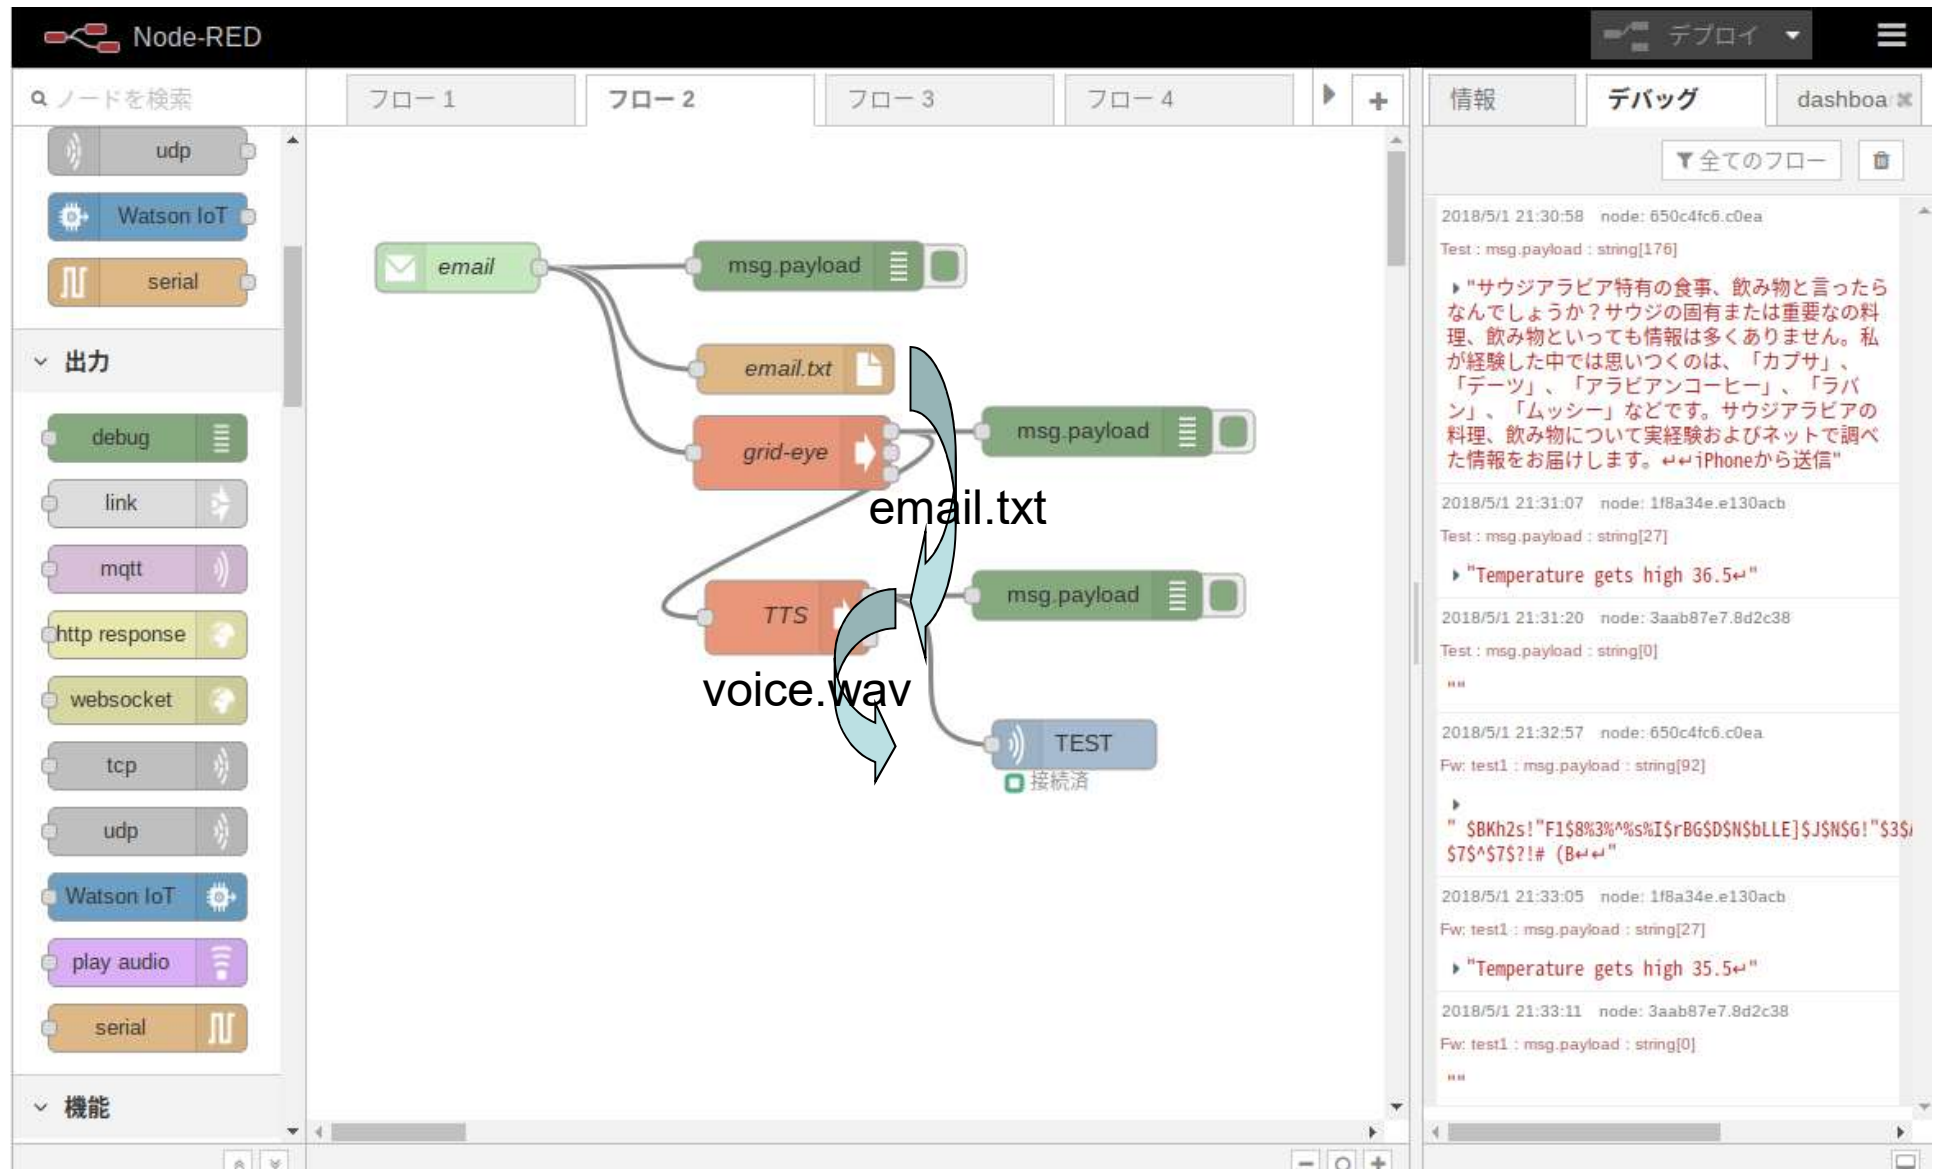 Node-RED
デプロイ
ノードを検索
フロー 1
フロー 2
フロー 3
フロー 4
情報
デバッグ
dashboa
全てのフロー
udp
Watson IoT
serial
出力
debug
link
mqtt
http response
websocket
tcp
udp
Watson IoT
play audio
serial
機能
email
msg.payload
email.txt
grid-eye
msg.payload
email.txt
TTS
msg.payload
voice.wav
TEST
接続済
2018/5/1 21:30:58 node: 650c4fc6.c0ea
Test : msg.payload : string[176]
"サウジアラビア特有の食事、飲み物と言ったら
なんでしょうか？サウジの固有または重要なの料
理、飲み物といっても情報は多くありません。私
が経験した中では思いつくのは、「カプサ」、
「デーツ」、「アラビアンコーヒー」、「ラバ
ン」、「ムッシー」などです。サウジアラビアの
料理、飲み物について実経験およびネットで調べ
た情報をお届けします。↵↵iPhoneから送信"
2018/5/1 21:31:07 node: 1f8a34e.e130acb
Test : msg.payload : string[27]
"Temperature gets high 36.5↵"
2018/5/1 21:31:20 node: 3aab87e7.8d2c38
Test : msg.payload : string[0]
""
2018/5/1 21:32:57 node: 650c4fc6.c0ea
Fw: test1 : msg.payload : string[92]
" $BKh2s!"F1$8%3%^%s%I$rBG$D$N$bLLE]$J$N$G!"$3$
$7$^$7$?!# (B↵↵"
2018/5/1 21:33:05 node: 1f8a34e.e130acb
Fw: test1 : msg.payload : string[27]
"Temperature gets high 35.5↵"
2018/5/1 21:33:11 node: 3aab87e7.8d2c38
Fw: test1 : msg.payload : string[0]
""